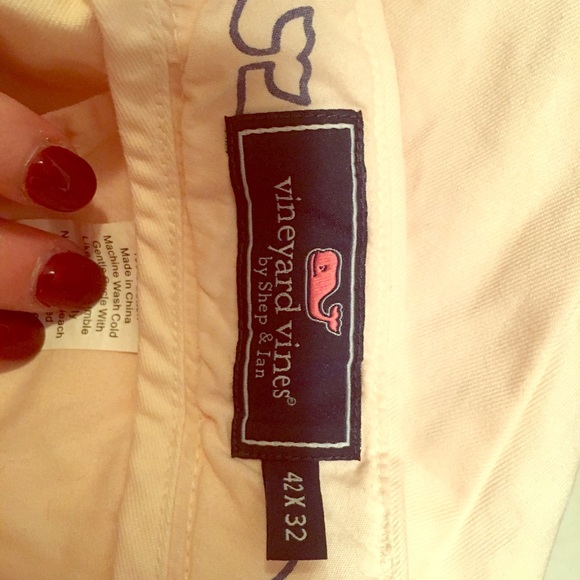 vineyard vines®
by Shep & Ian
42 X 32
Made in China
Machine Wash Cold
Gentle Cycle With